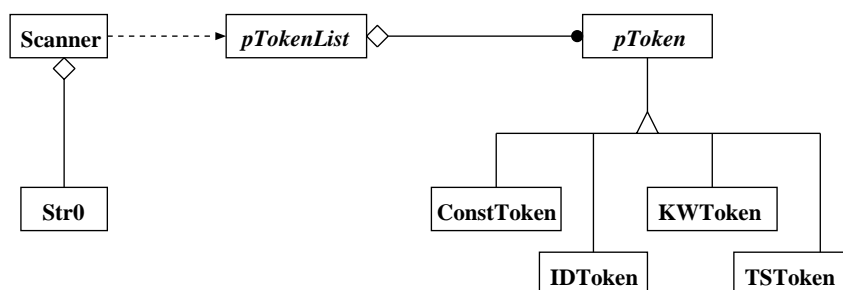 Scanner
pTokenList
pToken
Str0
ConstToken
KWToken
IDToken
TSToken